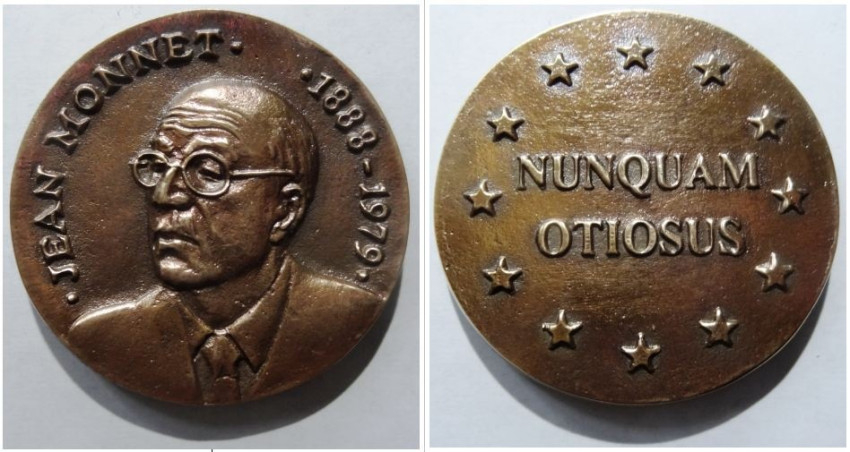 ·JEAN MONNET·
·1888-1979·
NUNQUAM
OTIOSUS